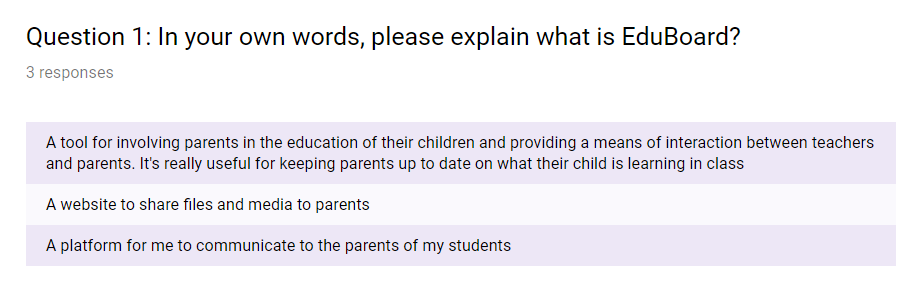 Question 1: In your own words, please explain what is EduBoard?
3 responses
A tool for involving parents in the education of their children and providing a means of interaction between teachers
and parents. It's really useful for keeping parents up to date on what their child is learning in class
A website to share files and media to parents
A platform for me to communicate to the parents of my students